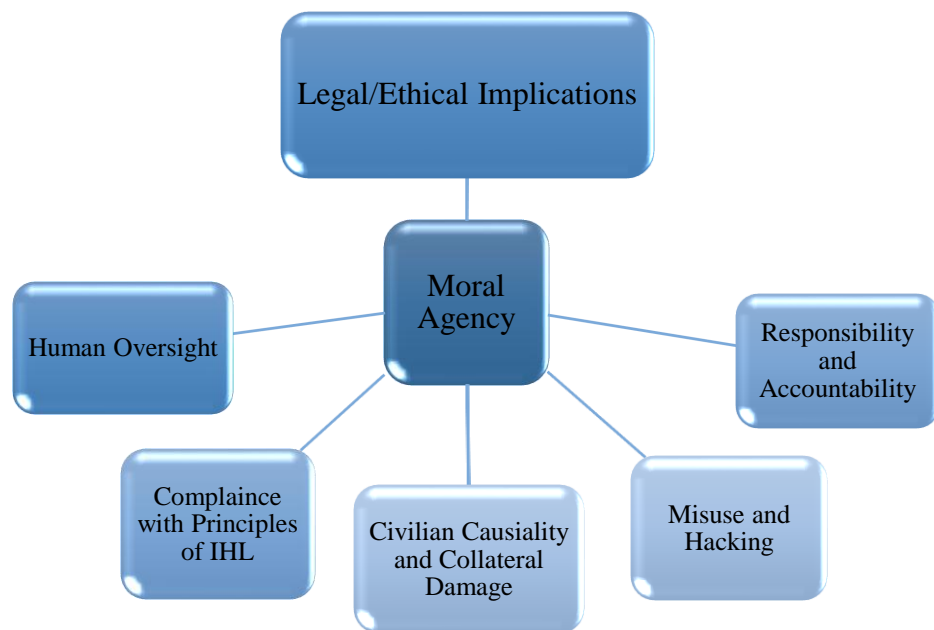 Legal/Ethical Implications
Moral
Agency
Human Oversight
Responsibility
and
Accountability
Complaince
with Principles
of IHL
Civilian Causiality
and Collateral
Damage
Misuse and
Hacking